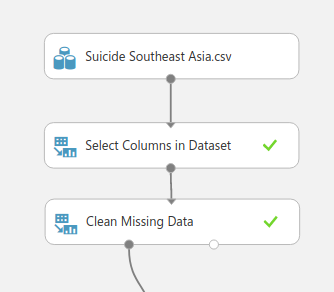 Suicide Southeast Asia.csv
Select Columns in Dataset
Clean Missing Data